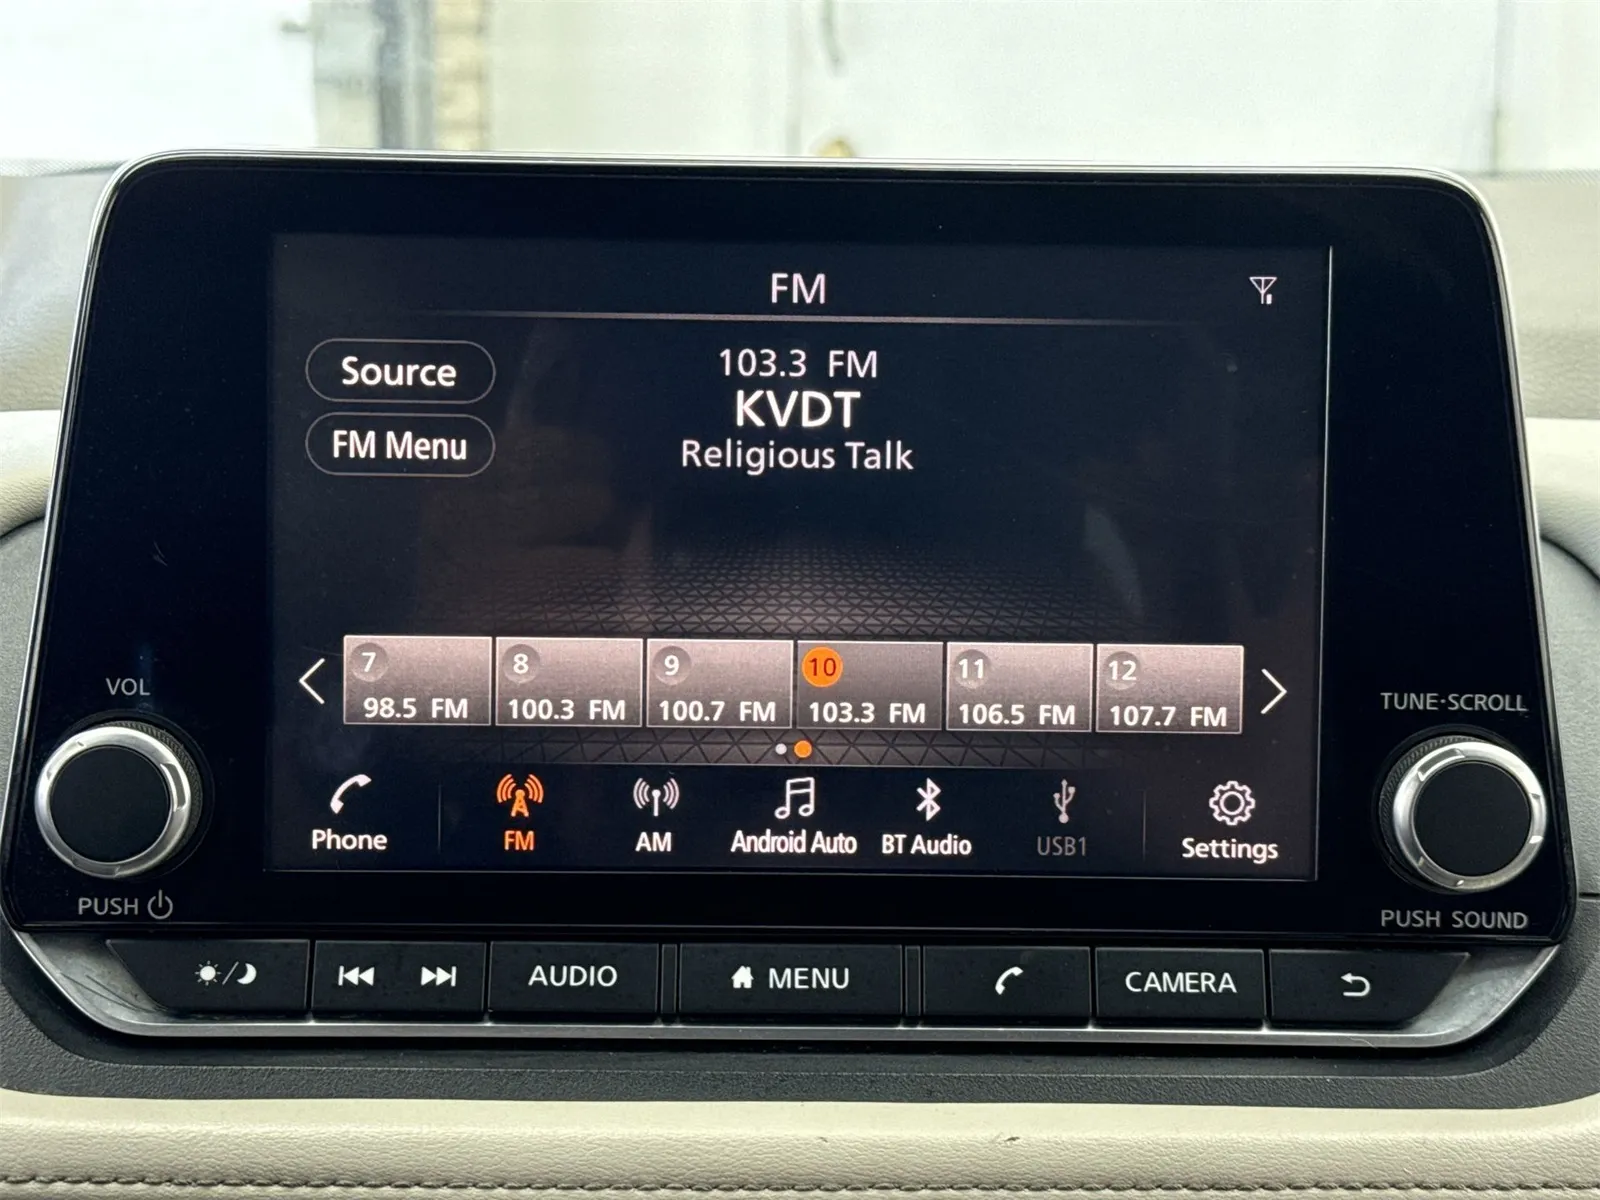 FM
Source
FM Menu
103.3 FM
KVDT
Religious Talk
7
98.5 FM
8
100.3 FM
9
100.7 FM
10
103.3 FM
11
106.5 FM
12
107.7 FM
Phone
FM
AM
Android Auto
BT Audio
USB1
Settings
VOL
PUSH
TUNE·SCROLL
PUSH SOUND
AUDIO
MENU
CAMERA